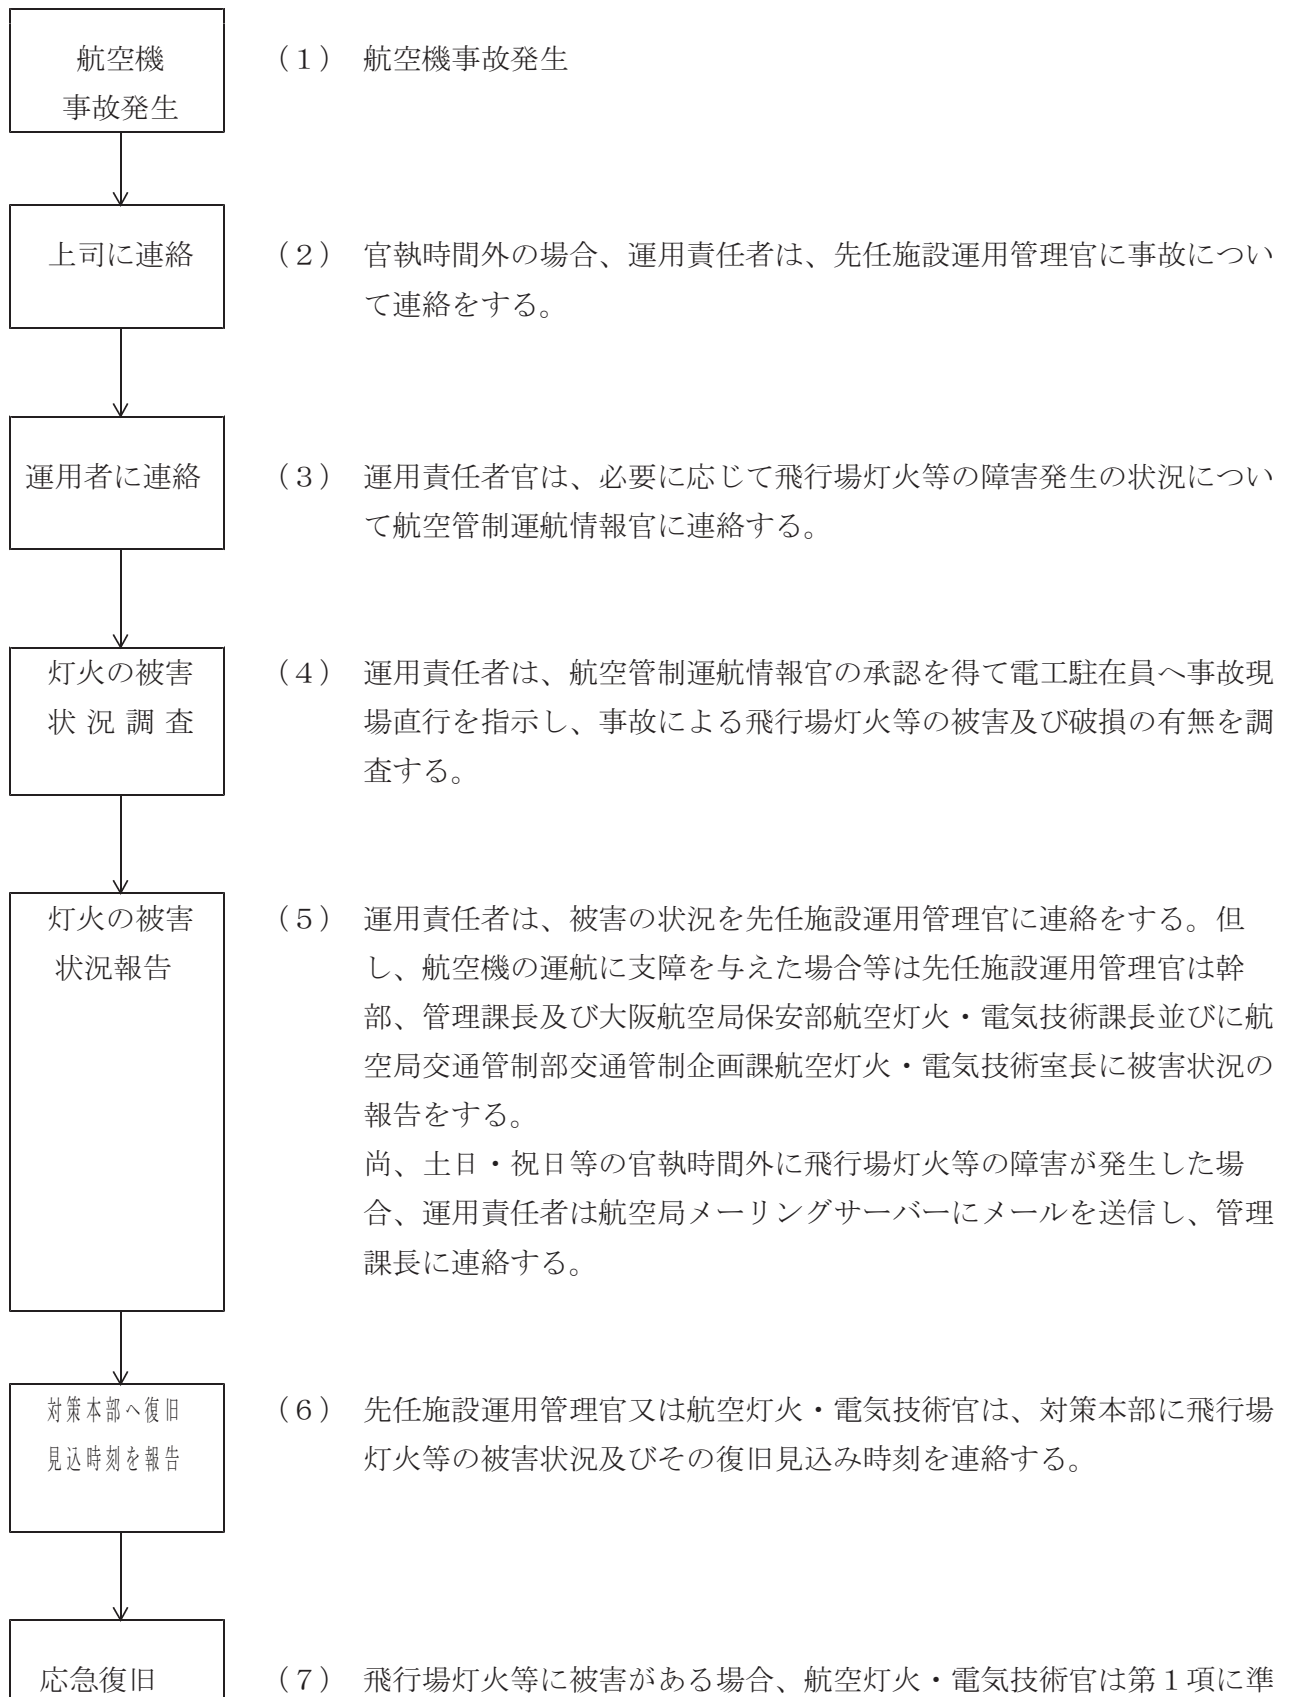 航空機
事故発生
(1) 航空機事故発生
上司に連絡
(2) 官執時間外の場合、運用責任者は、先任施設運用管理官に事故につい
て連絡をする。
運用者に連絡
(3) 運用責任者官は、必要に応じて飛行場灯火等の障害発生の状況につい
て航空管制運航情報官に連絡する。
灯火の被害
状況調査
(4) 運用責任者は、航空管制運航情報官の承認を得て電工駐在員へ事故現
場直行を指示し、事故による飛行場灯火等の被害及び破損の有無を調
査する。
灯火の被害
状況報告
(5) 運用責任者は、被害の状況を先任施設運用管理官に連絡をする。但
し、航空機の運航に支障を与えた場合等は先任施設運用管理官は幹
部、管理課長及び大阪航空局保安部航空灯火・電気技術課長並びに航
空局交通管制部交通管制企画課航空灯火・電気技術室長に被害状況の
報告をする。
尚、土日・祝日等の官執時間外に飛行場灯火等の障害が発生した場
合、運用責任者は航空局メーリングサーバーにメールを送信し、管理
課長に連絡する。
対策本部へ復旧
見込時刻を報告
(6) 先任施設運用管理官又は航空灯火・電気技術官は、対策本部に飛行場
灯火等の被害状況及びその復旧見込み時刻を連絡する。
応急復旧
(7) 飛行場灯火等に被害がある場合、航空灯火・電気技術官は第1項に準